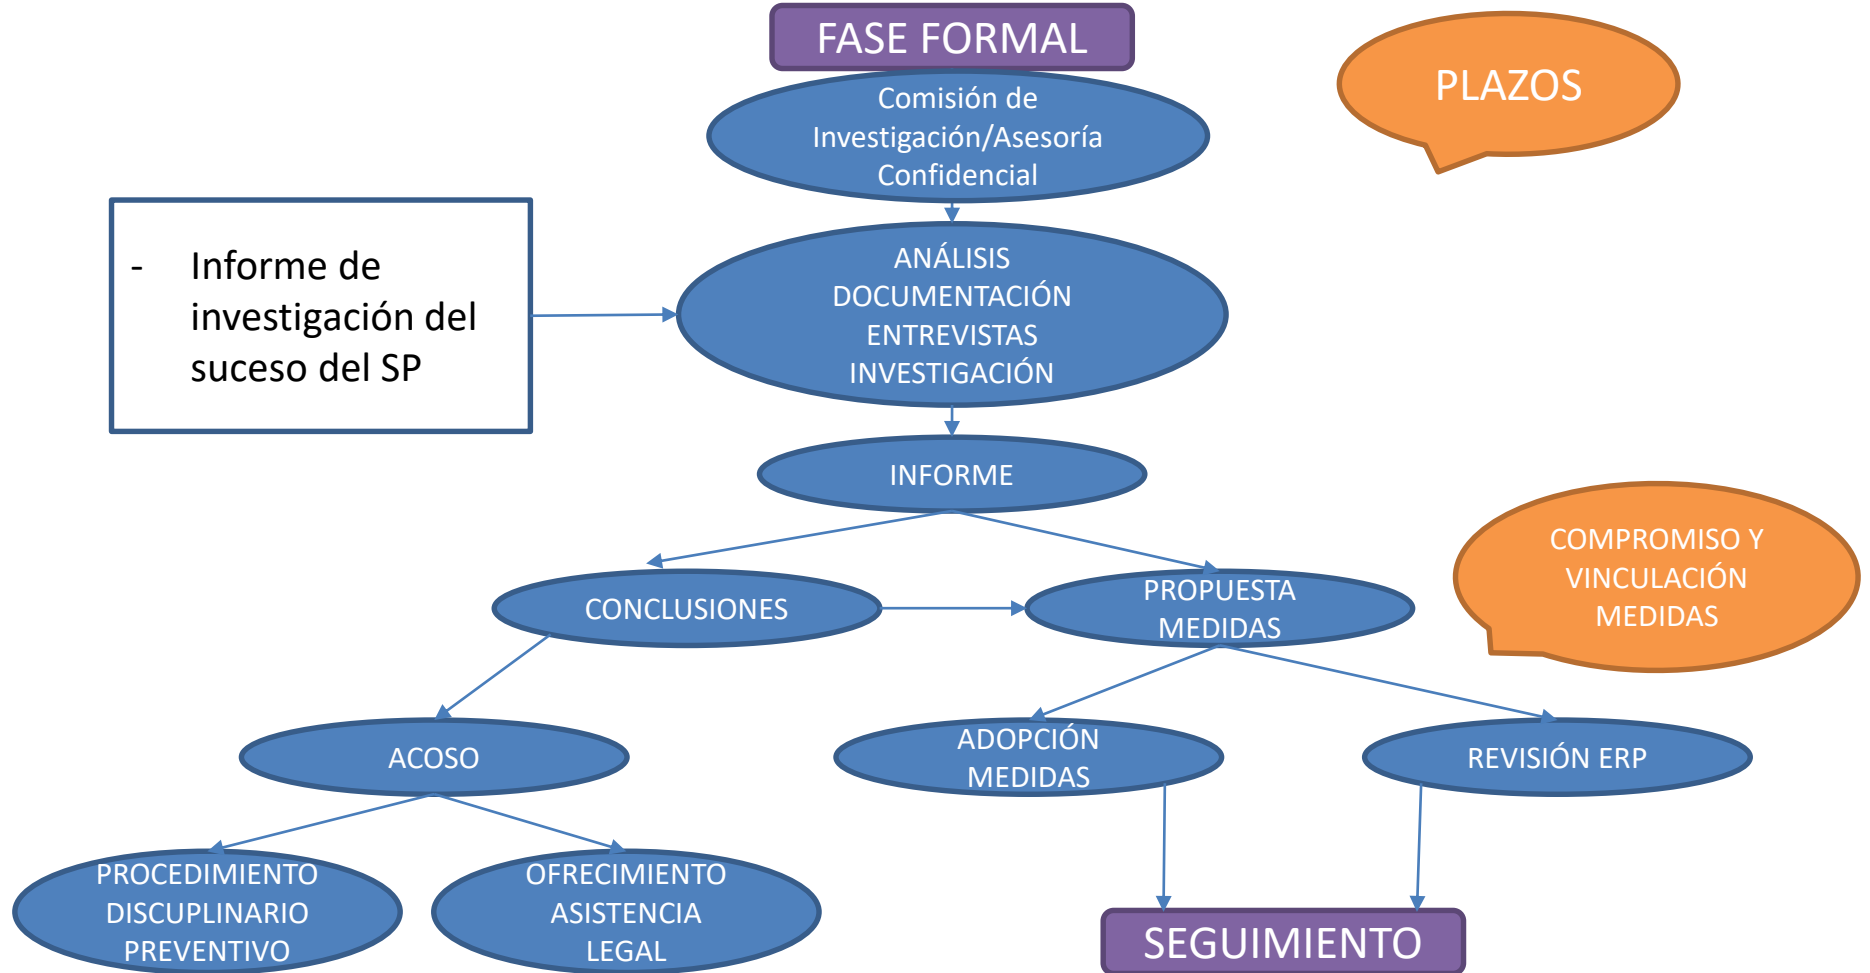 FASE FORMAL
PLAZOS
Comisión de
Investigación/Asesoría
Confidencial
- Informe de
investigación del
suceso del SP
ANÁLISIS
DOCUMENTACIÓN
ENTREVISTAS
INVESTIGACIÓN
INFORME
COMPROMISO Y
VINCULACIÓN
MEDIDAS
CONCLUSIONES
PROPUESTA
MEDIDAS
ACOSO
ADOPCIÓN
MEDIDAS
REVISIÓN ERP
PROCEDIMIENTO
DISCUPLINARIO
PREVENTIVO
OFRECIMIENTO
ASISTENCIA
LEGAL
SEGUIMIENTO